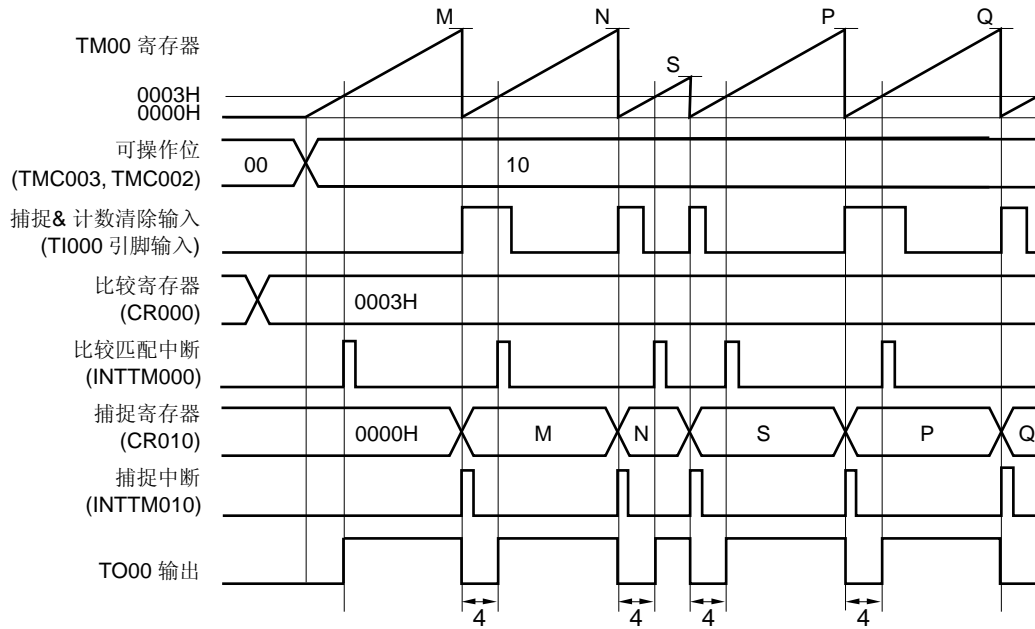 M N P Q
S
TM00 寄存器
0003H
0000H
可操作位
(TMC003, TMC002)
00 10
捕捉& 计数清除输入
(TI000 引脚输入)
比较寄存器
(CR000)
0003H
比较匹配中断
(INTTM000)
捕捉寄存器
(CR010)
0000H M N S P Q
捕捉中断
(INTTM010)
TO00 输出
4 4 4 4